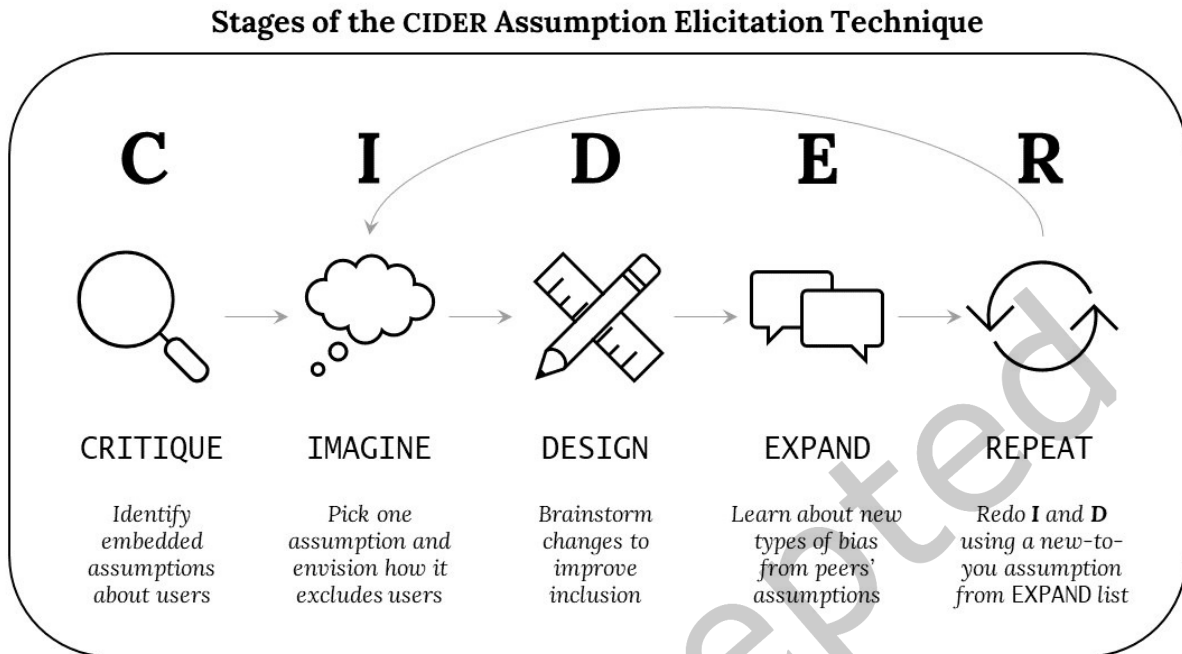 Stages of the CIDER Assumption Elicitation Technique
C I D E R
CRITIQUE IMAGINE DESIGN EXPAND REPEAT
Identify
embedded
assumptions
about users
Pick one
assumption and
envision how it
excludes users
Brainstorm
changes to
improve
inclusion
Learn about new
types of bias
from peers'
assumptions
Redo I and D
using a new-to-
you assumption
from EXPAND list
epted